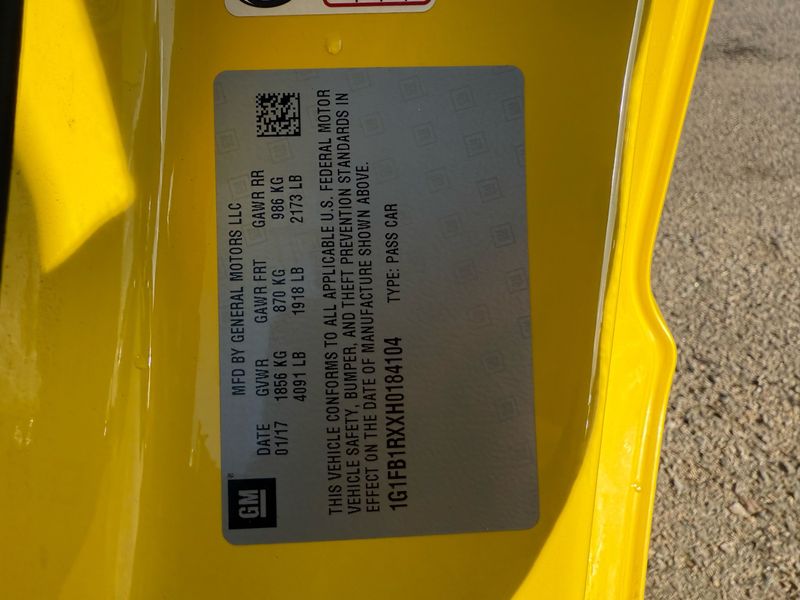 MFD BY GENERAL MOTORS LLC
DATE GVWR GAWR FRT GAWR RR
01/17 1856 KG 870 KG 986 KG
4091 LB 1918 LB 2173 LB
GM
THIS VEHICLE CONFORMS TO ALL APPLICABLE U.S. FEDERAL MOTOR
VEHICLE SAFETY, BUMPER, AND THEFT PREVENTION STANDARDS IN
EFFECT ON THE DATE OF MANUFACTURE SHOWN ABOVE.
1G1FB1RXXH0184104 TYPE: PASS CAR